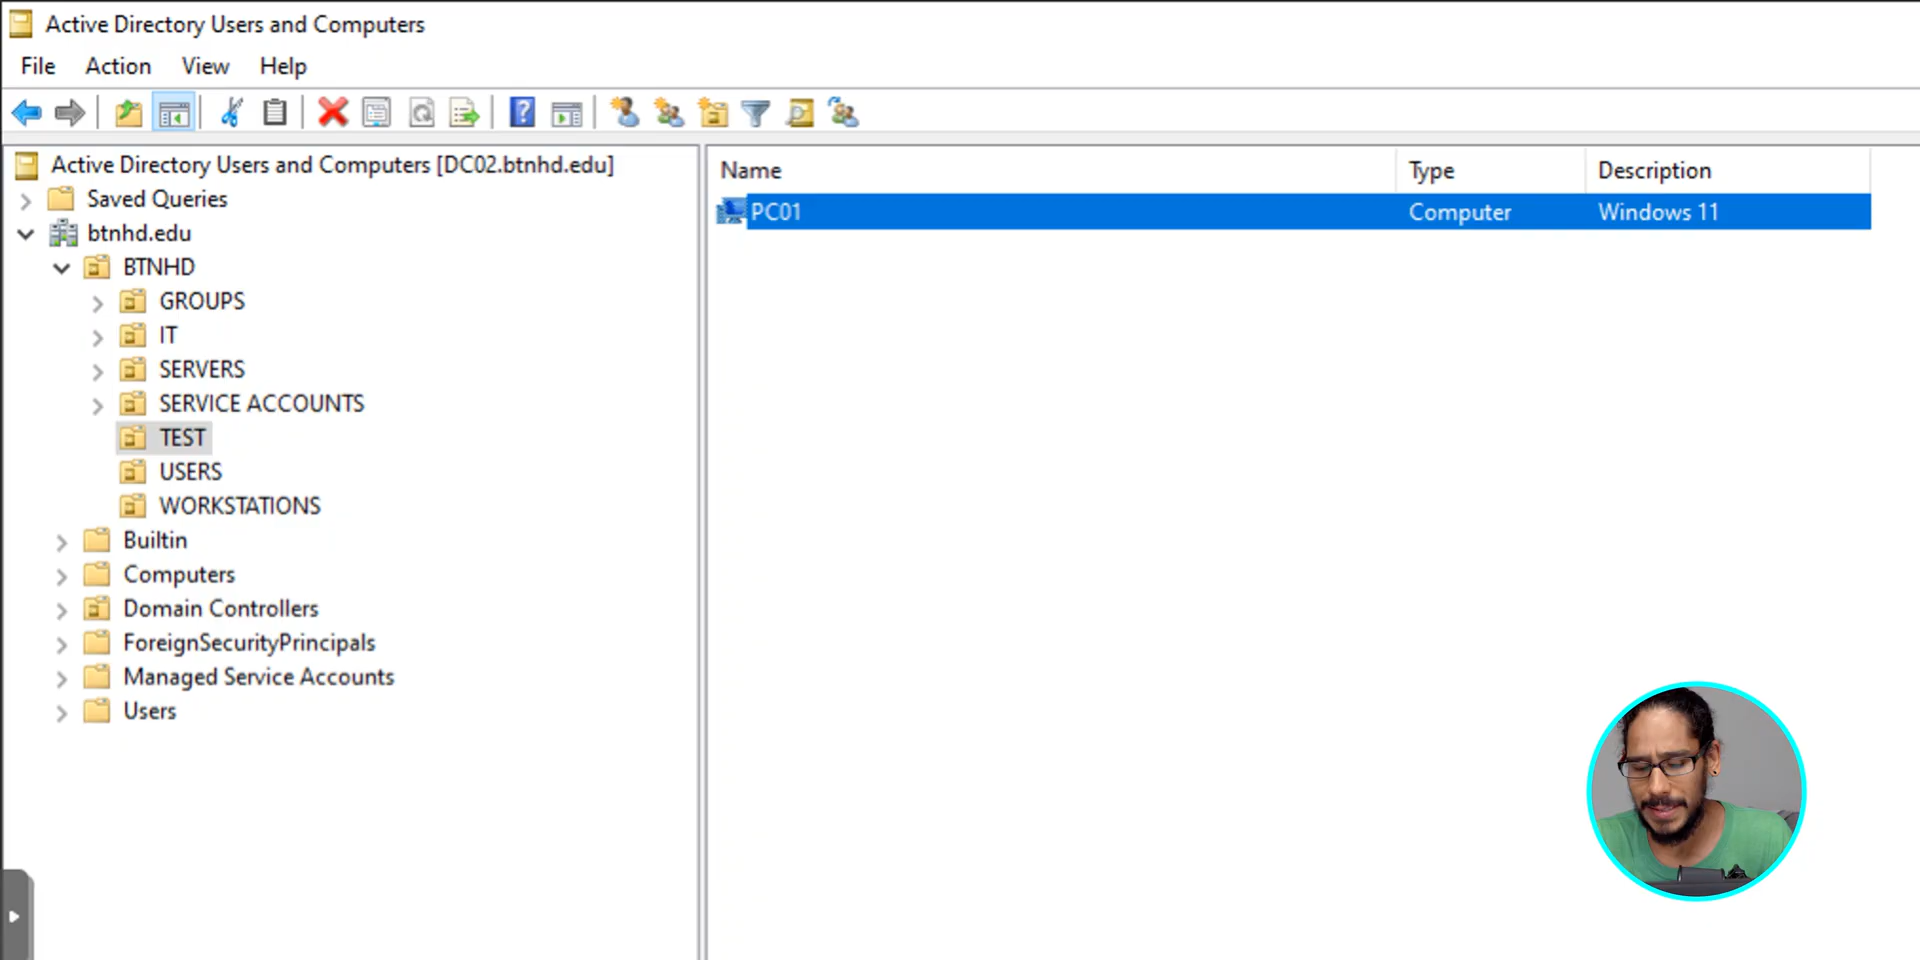 Active Directory Users and Computers
File Action View Help
Active Directory Users and Computers [DC02.btnhd.edu]
Saved Queries
btnhd.edu
BTNHD
GROUPS
IT
SERVERS
SERVICE ACCOUNTS
TEST
USERS
WORKSTATIONS
Builtin
Computers
Domain Controllers
ForeignSecurityPrincipals
Managed Service Accounts
Users
Name Type Description
PC01 Computer Windows 11